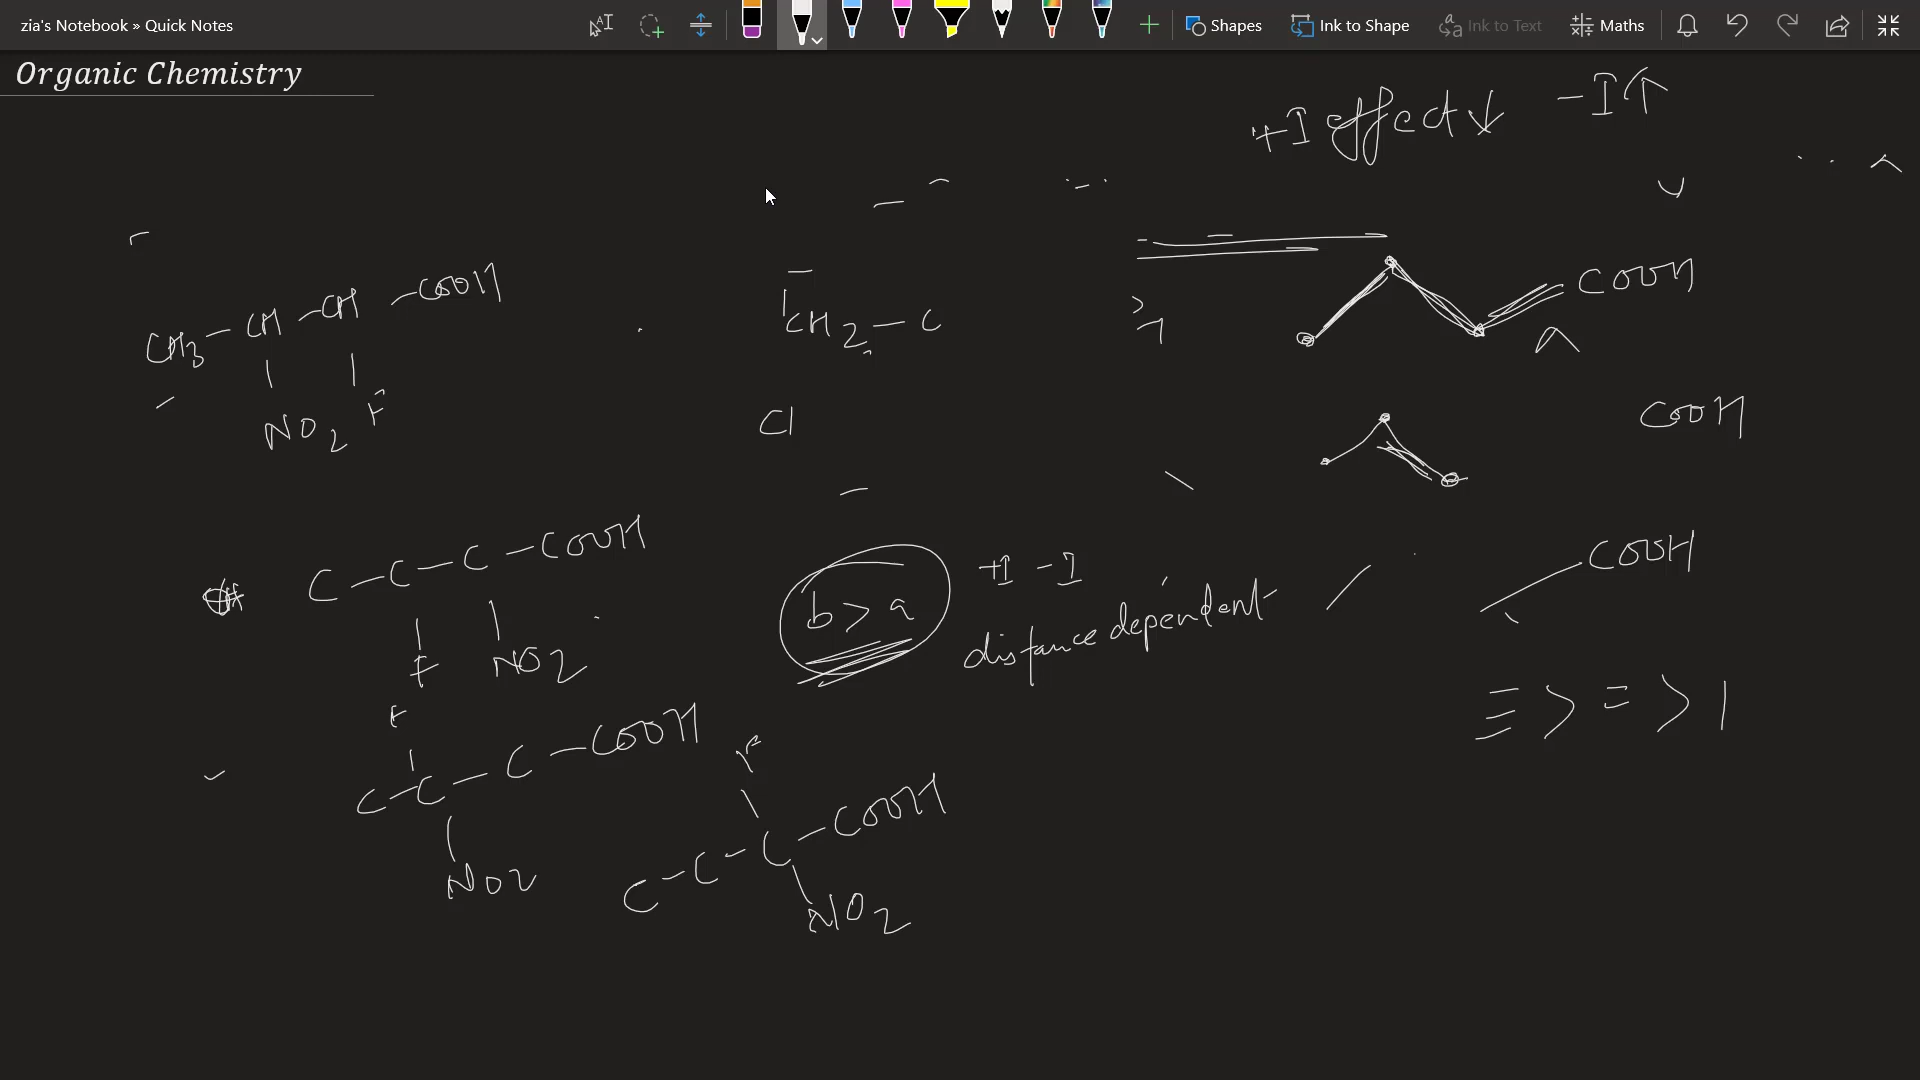 zia's Notebook » Quick Notes
Shapes
Ink to Shape
Ink to Text
Maths
Organic Chemistry
+I effect↓ -I↑
CH3-CH-CH-COOH
NO2 F
CH2-C
COOH
Cl
COOH
C-C-C-COOH
F NO2
b>a
+I -I
distance dependent
COOH
≡ > = > |
F
C-C-C-COOH
NO2
F
C-C-C-COOH
NO2